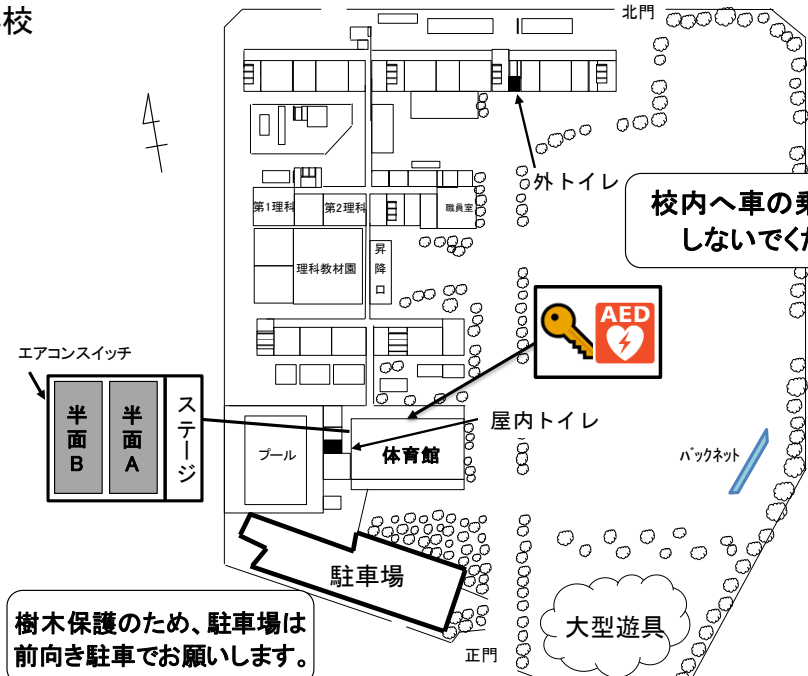 校
北門
外トイレ
校内へ車の乗
しないでくだ
第1理科
第2理科
職員室
理科教材園
昇降口
AED
エアコンスイッチ
半面B
半面A
ステージ
プール
体育館
屋内トイレ
バックネット
駐車場
大型遊具
樹木保護のため、駐車場は
前向き駐車でお願いします。
正門